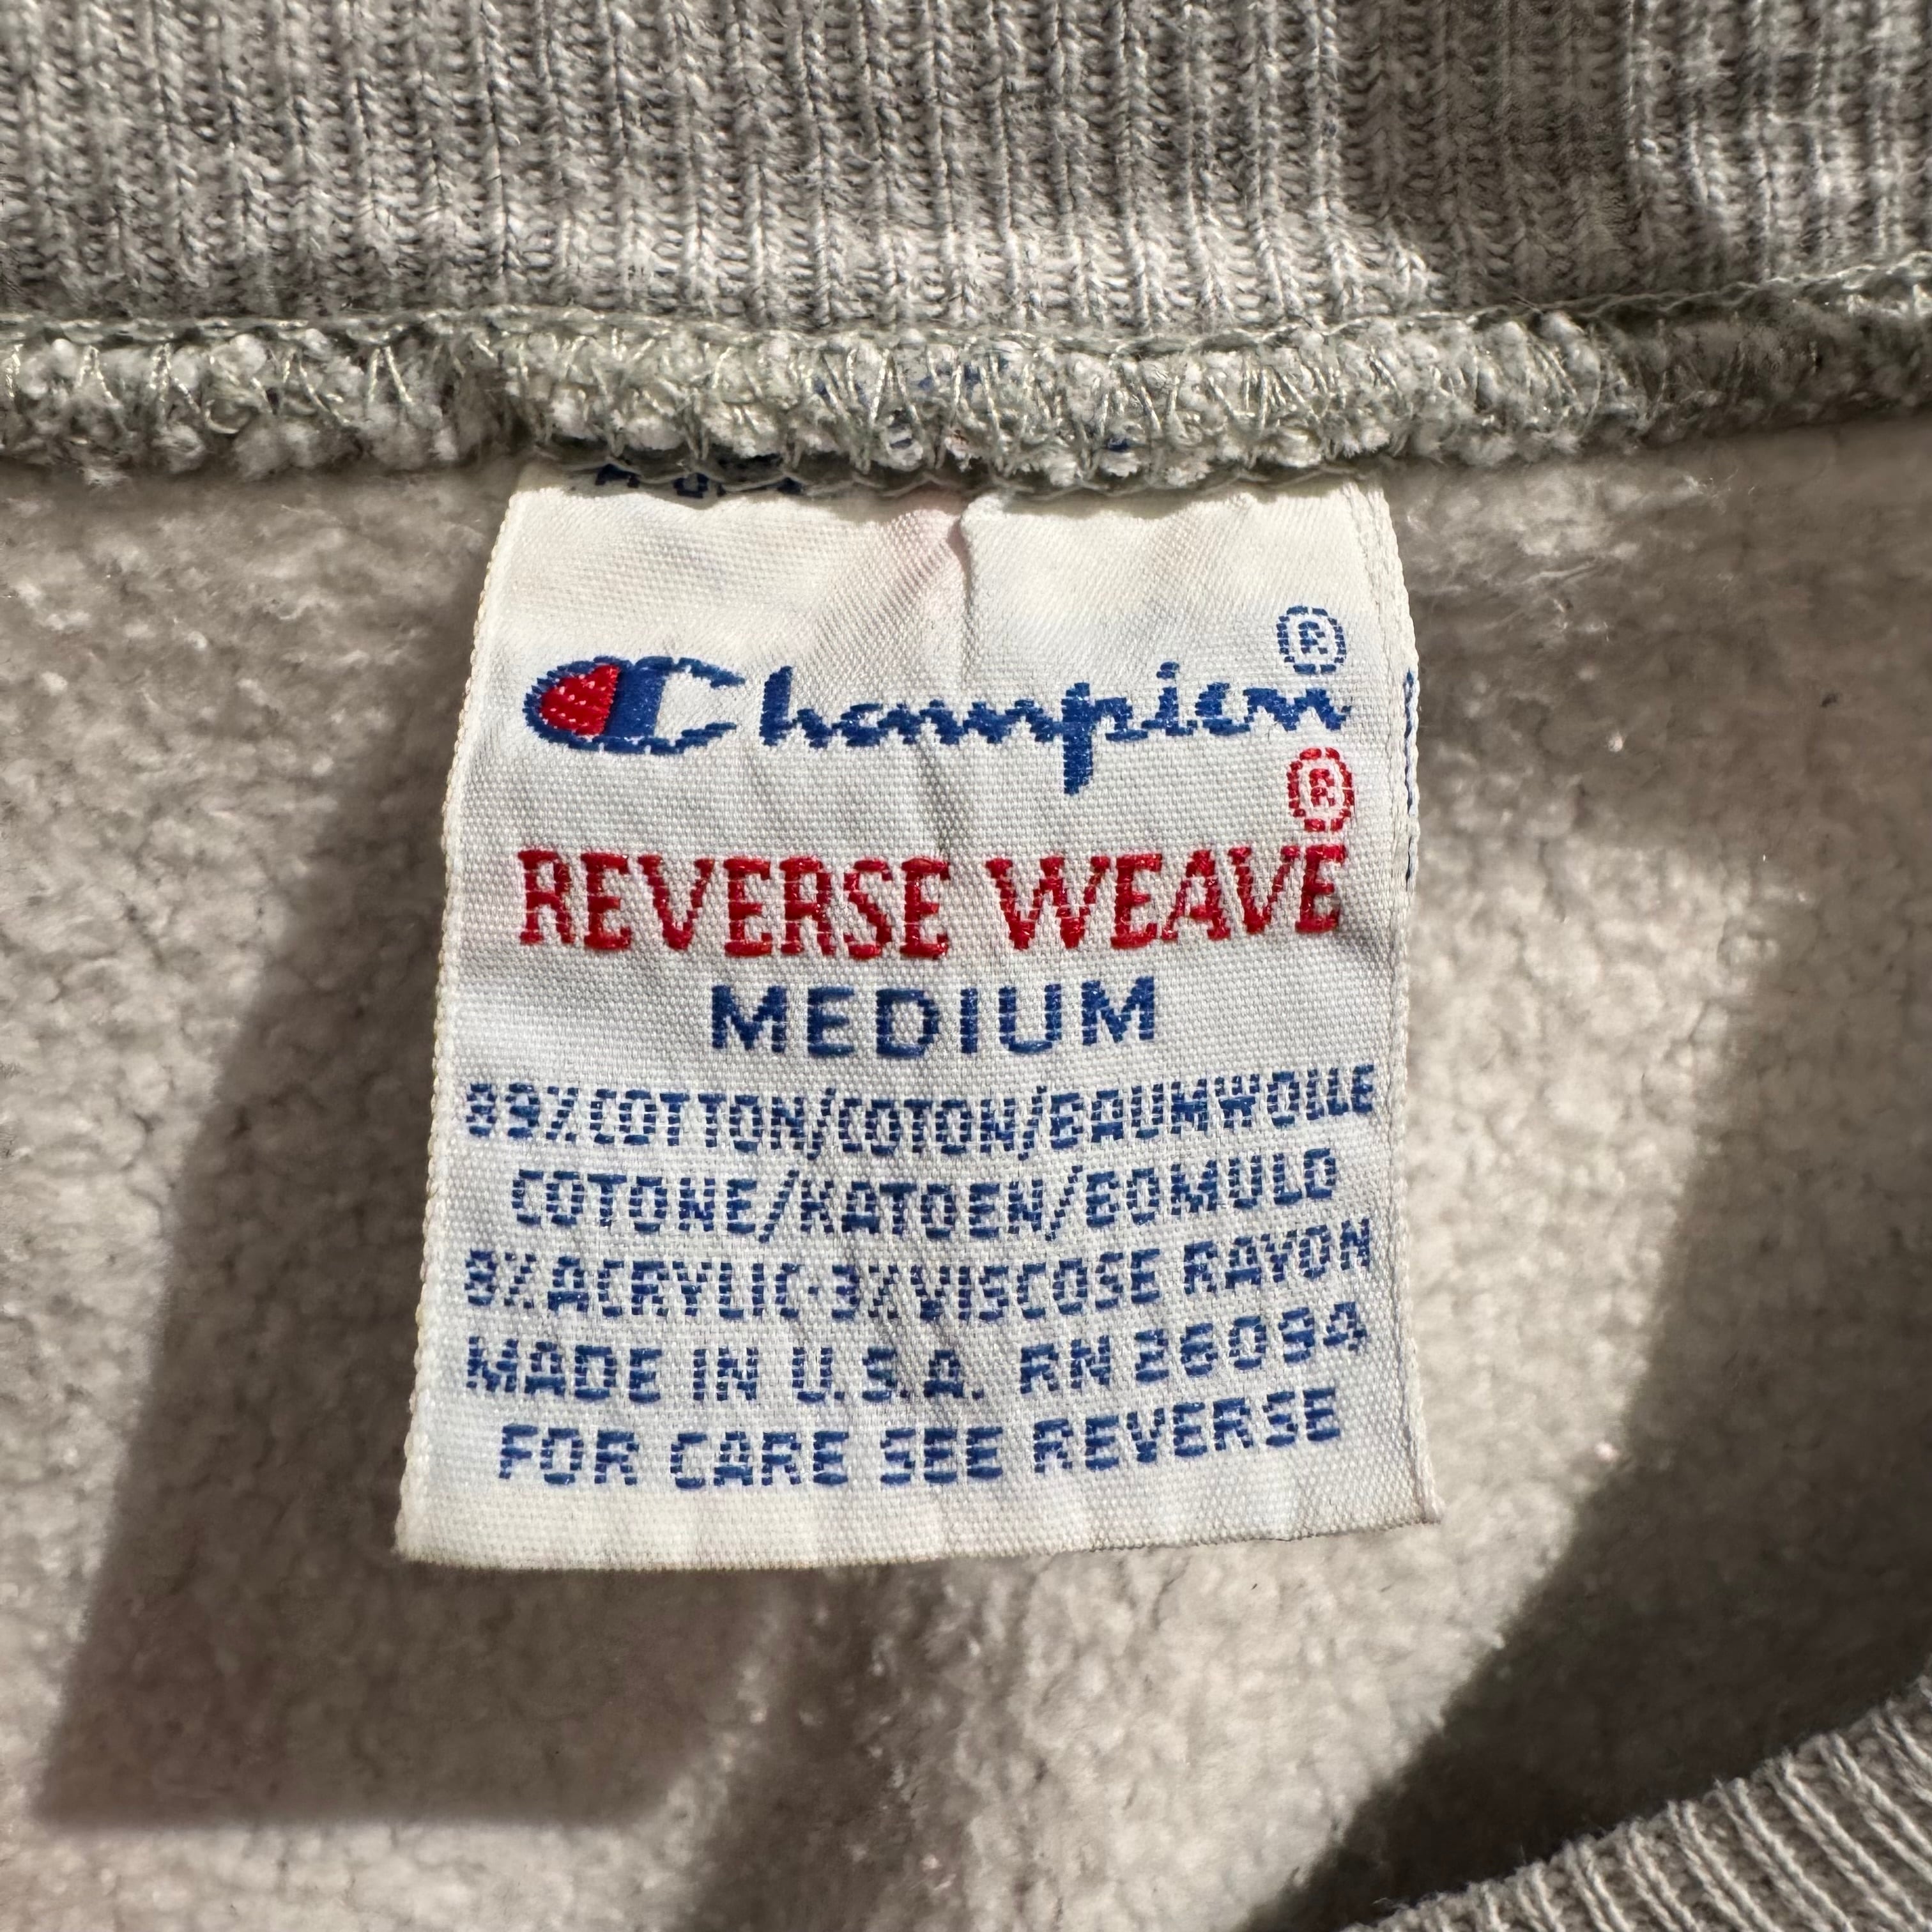 Champion®
REVERSE WEAVE®
MEDIUM
89% COTTON/COTON/BAUMWOLLE
COTONE/KATOEN/BOMULD
8% ACRYLIC-3% VISCOSE RAYON
MADE IN U.S.A. RN 26094
FOR CARE SEE REVERSE